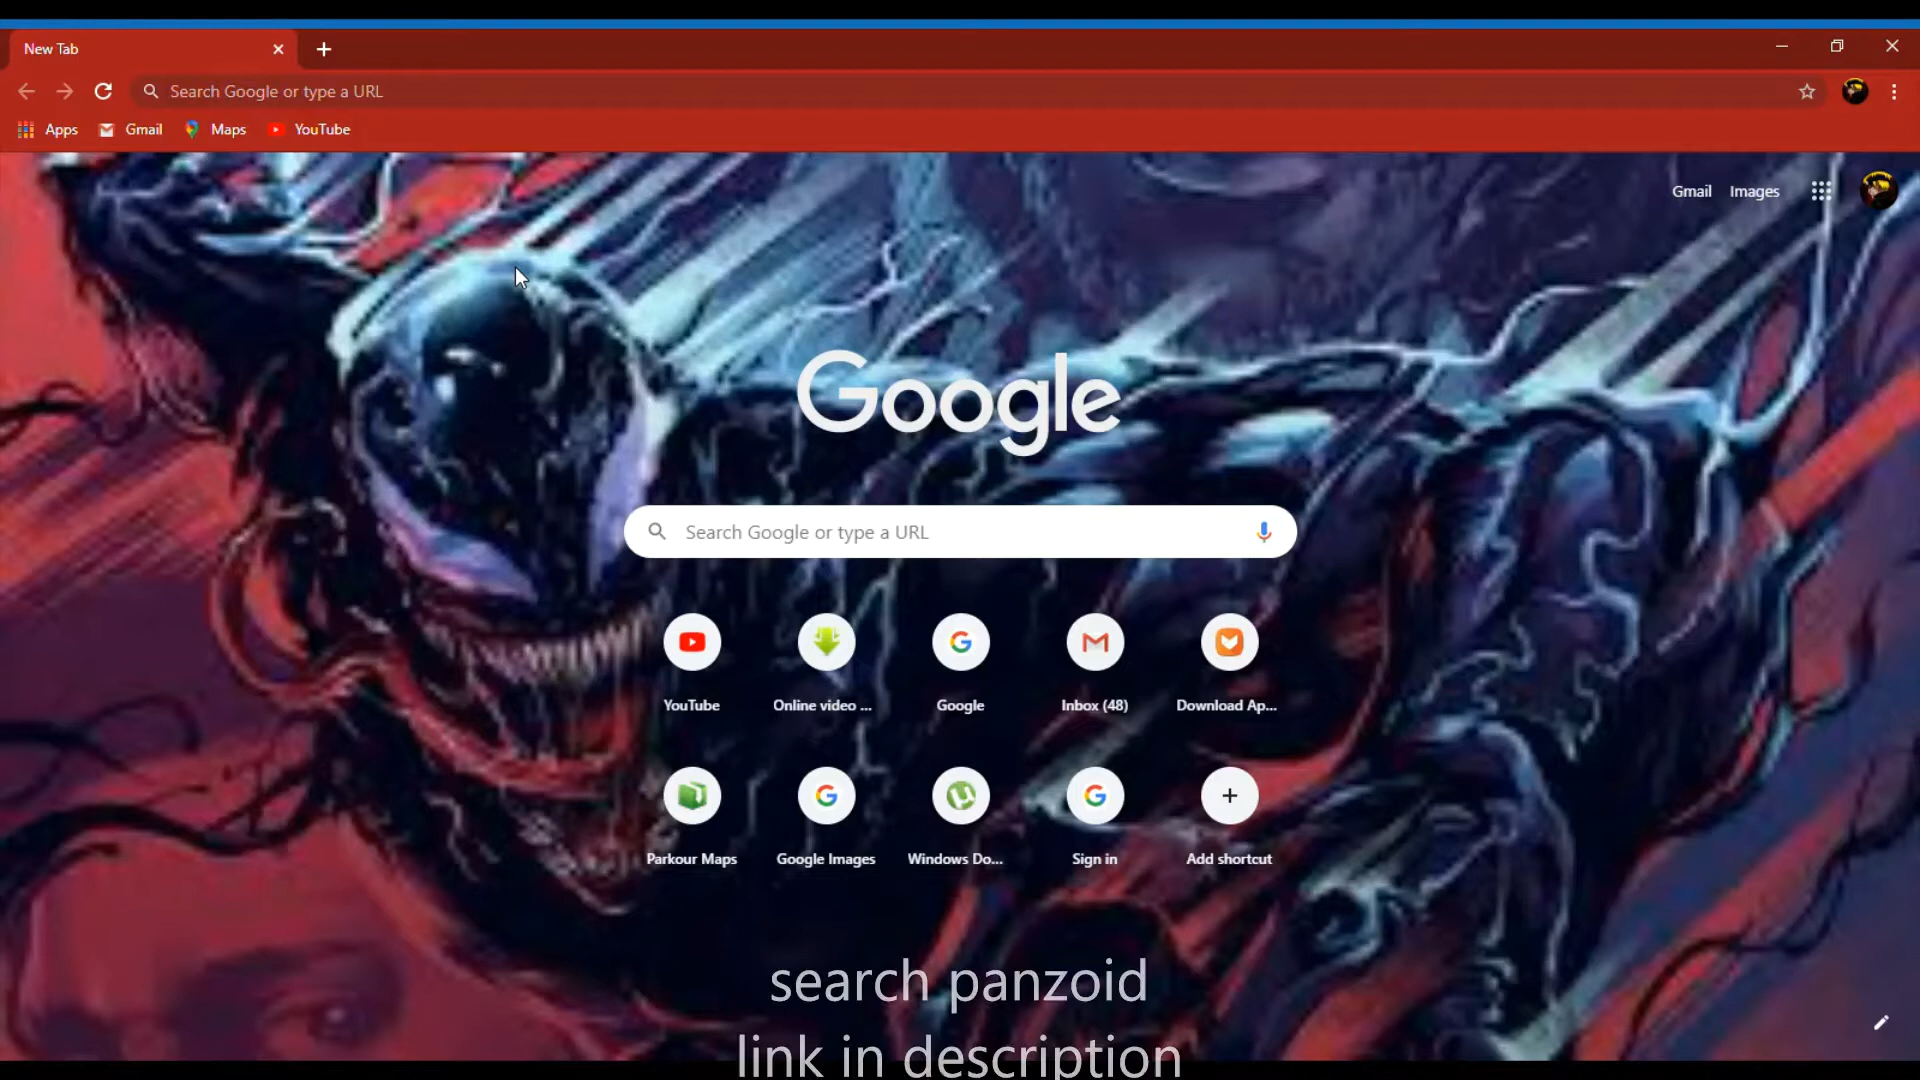 New Tab
Search Google or type a URL
Apps Gmail Maps YouTube
Gmail Images
Google
Search Google or type a URL
YouTube Online video ... Google Inbox (48) Download Ap...
Parkour Maps Google Images Windows Do... Sign in Add shortcut
search panzoid
link in description